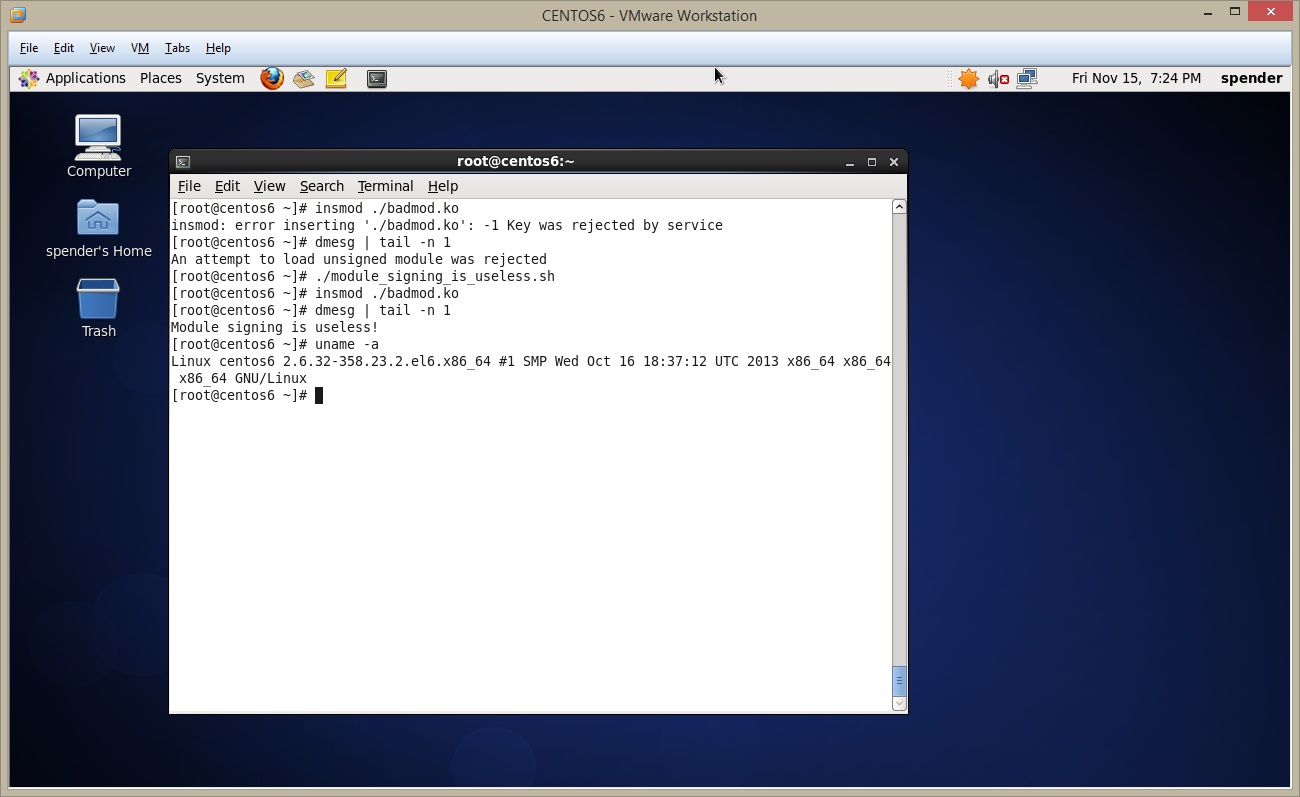 CENTOS6 - VMware Workstation
File Edit View VM Tabs Help
Applications Places System Fri Nov 15, 7:24 PM spender
Computer
spender's Home
Trash
root@centos6:~
File Edit View Search Terminal Help
[root@centos6 ~]# insmod ./badmod.ko
insmod: error inserting './badmod.ko': -1 Key was rejected by service
[root@centos6 ~]# dmesg | tail -n 1
An attempt to load unsigned module was rejected
[root@centos6 ~]# ./module_signing_is_useless.sh
[root@centos6 ~]# insmod ./badmod.ko
[root@centos6 ~]# dmesg | tail -n 1
Module signing is useless!
[root@centos6 ~]# uname -a
Linux centos6 2.6.32-358.23.2.el6.x86_64 #1 SMP Wed Oct 16 18:37:12 UTC 2013 x86_64 x86_64
x86_64 GNU/Linux
[root@centos6 ~]#